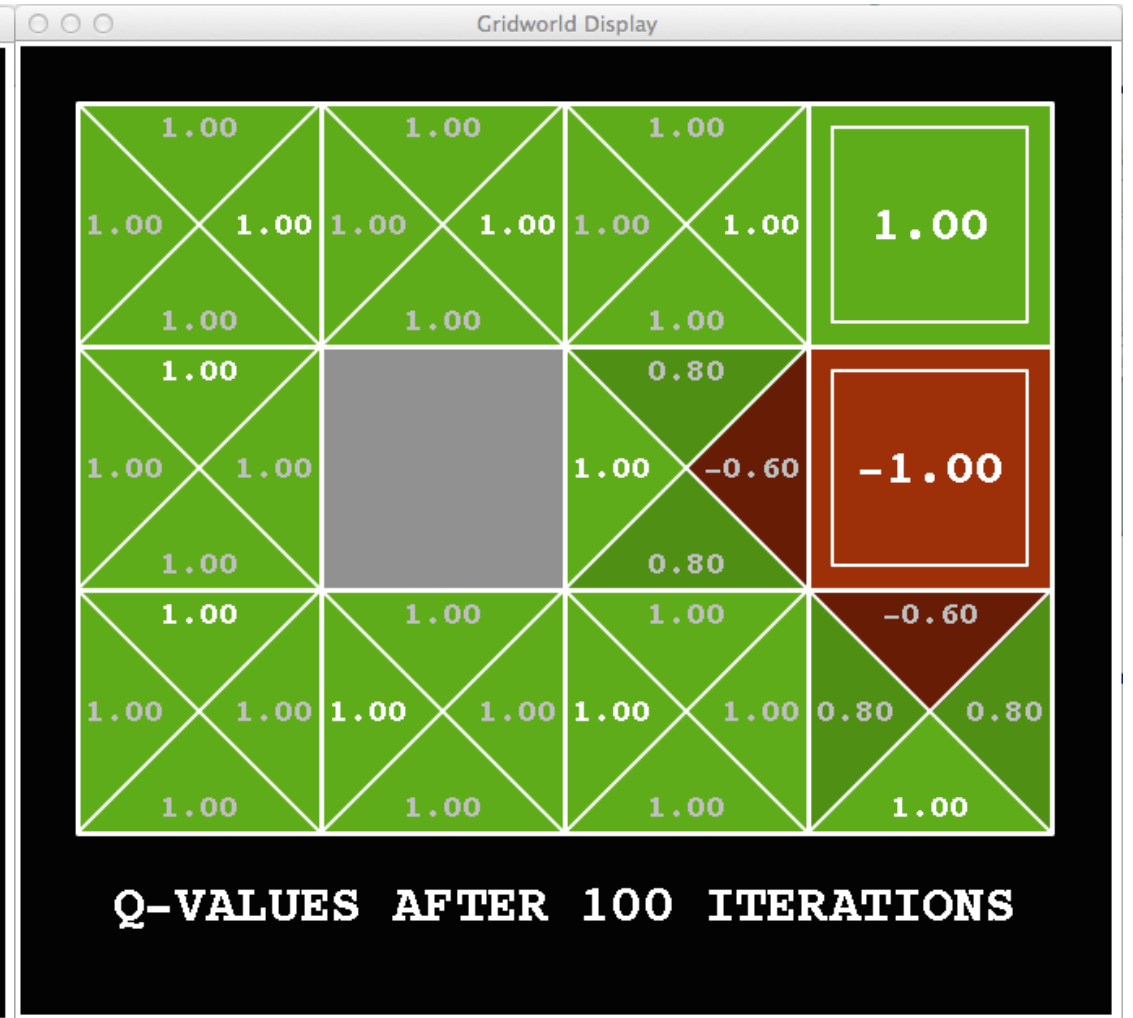 Gridworld Display
1.00 1.00 1.00
1.00 1.00 1.00 1.00 1.00 1.00 1.00
1.00 1.00 1.00
1.00 0.80
1.00 1.00 1.00 -0.60 -1.00
1.00 0.80
1.00 1.00 1.00 -0.60
1.00 1.00 1.00 1.00 1.00 1.00 0.80 0.80
1.00 1.00 1.00 1.00
Q-VALUES AFTER 100 ITERATIONS